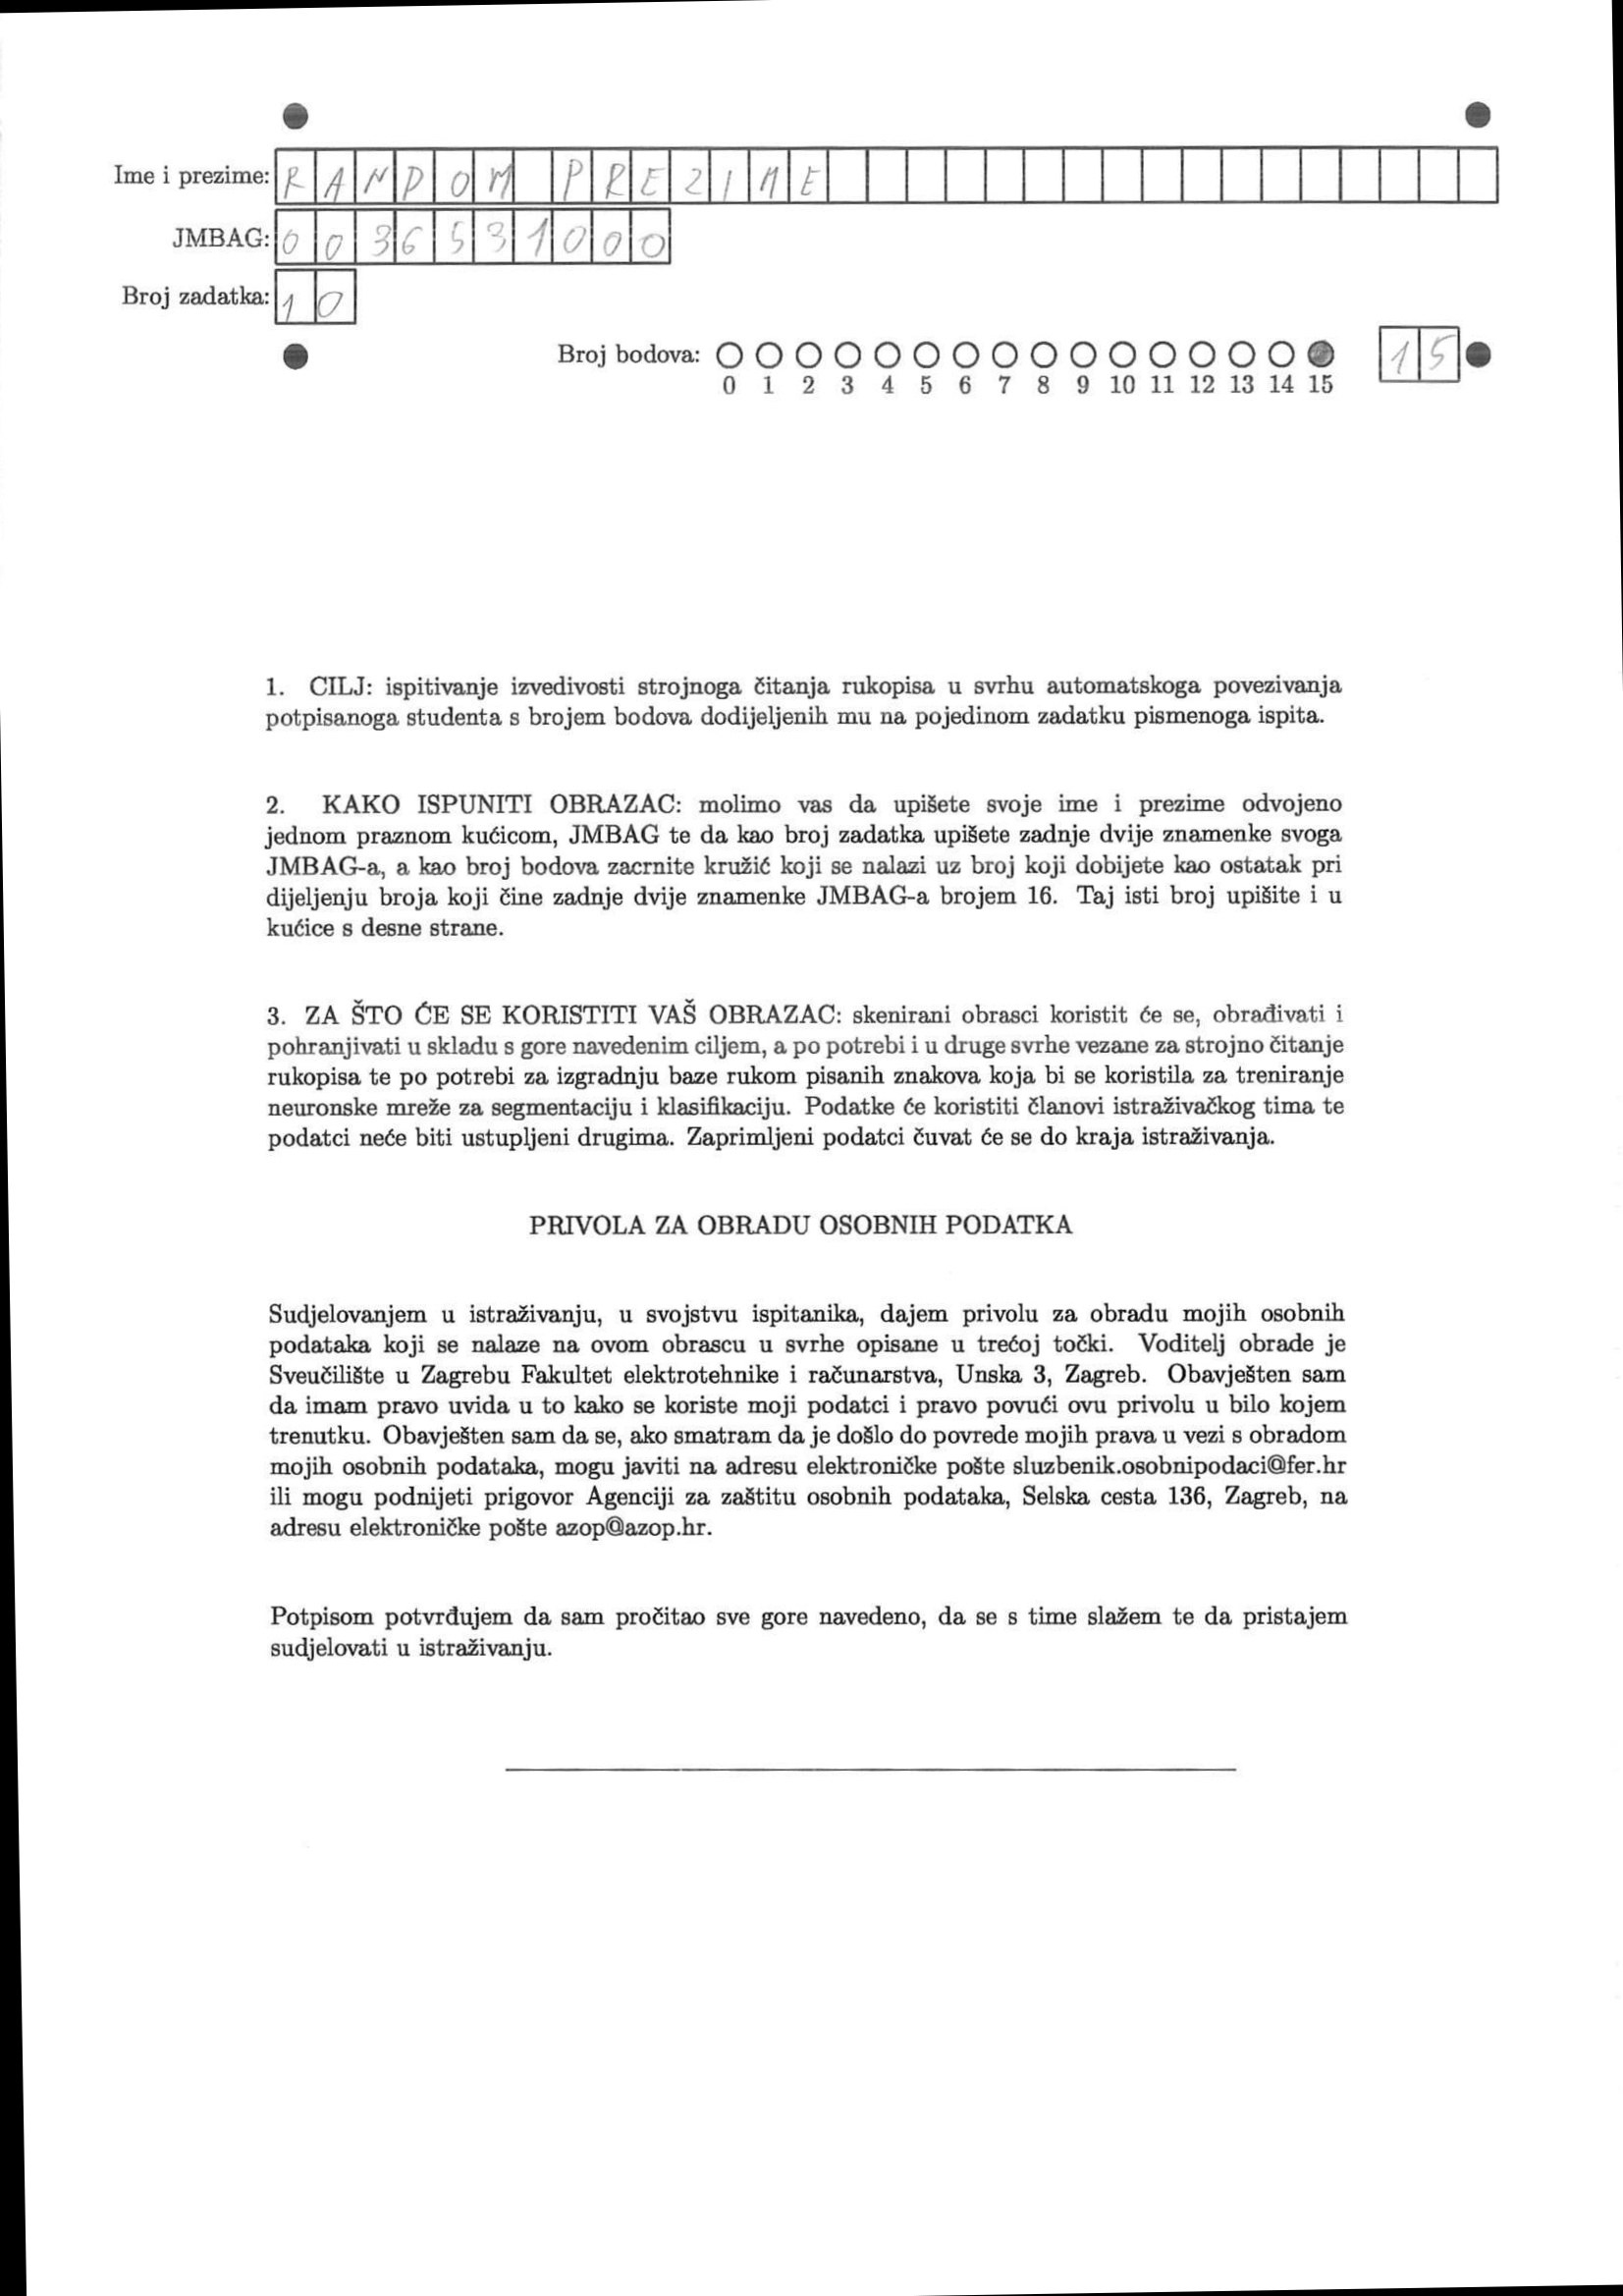 Ime i prezime: RANDOM PREZIME
JMBAG: 0036531000
Broj zadatka: 10
Broj bodova: 15
0 1 2 3 4 5 6 7 8 9 10 11 12 13 14 15
1. CILJ: ispitivanje izvedivosti strojnoga čitanja rukopisa u svrhu automatskoga povezivanja
potpisanoga studenta s brojem bodova dodijeljenih mu na pojedinom zadatku pismenoga ispita.
2. KAKO ISPUNITI OBRAZAC: molimo vas da upišete svoje ime i prezime odvojeno
jednom praznom kućicom, JMBAG te da kao broj zadatka upišete zadnje dvije znamenke svoga
JMBAG-a, a kao broj bodova zacrnite kružić koji se nalazi uz broj koji dobijete kao ostatak pri
dijeljenju broja koji čine zadnje dvije znamenke JMBAG-a brojem 16. Taj isti broj upišite i u
kućice s desne strane.
3. ZA ŠTO ĆE SE KORISTITI VAŠ OBRAZAC: skenirani obrasci koristit će se, obrađivati i
pohranjivati u skladu s gore navedenim ciljem, a po potrebi i u druge svrhe vezane za strojno čitanje
rukopisa te po potrebi za izgradnju baze rukom pisanih znakova koja bi se koristila za treniranje
neuronske mreže za segmentaciju i klasifikaciju. Podatke će koristiti članovi istraživačkog tima te
podatci neće biti ustupljeni drugima. Zaprimljeni podatci čuvat će se do kraja istraživanja.
PRIVOLA ZA OBRADU OSOBNIH PODATKA
Sudjelovanjem u istraživanju, u svojstvu ispitanika, dajem privolu za obradu mojih osobnih
podataka koji se nalaze na ovom obrascu u svrhe opisane u trećoj točki. Voditelj obrade je
Sveučilište u Zagrebu Fakultet elektrotehnike i računarstva, Unska 3, Zagreb. Obavješten sam
da imam pravo uvida u to kako se koriste moji podatci i pravo povući ovu privolu u bilo kojem
trenutku. Obavješten sam da se, ako smatram da je došlo do povrede mojih prava u vezi s obradom
mojih osobnih podataka, mogu javiti na adresu elektroničke pošte sluzbenik.osobnipodaci@fer.hr
ili mogu podnijeti prigovor Agenciji za zaštitu osobnih podataka, Selska cesta 136, Zagreb, na
adresu elektroničke pošte azop@azop.hr.
Potpisom potvrđujem da sam pročitao sve gore navedeno, da se s time slažem te da pristajem
sudjelovati u istraživanju.